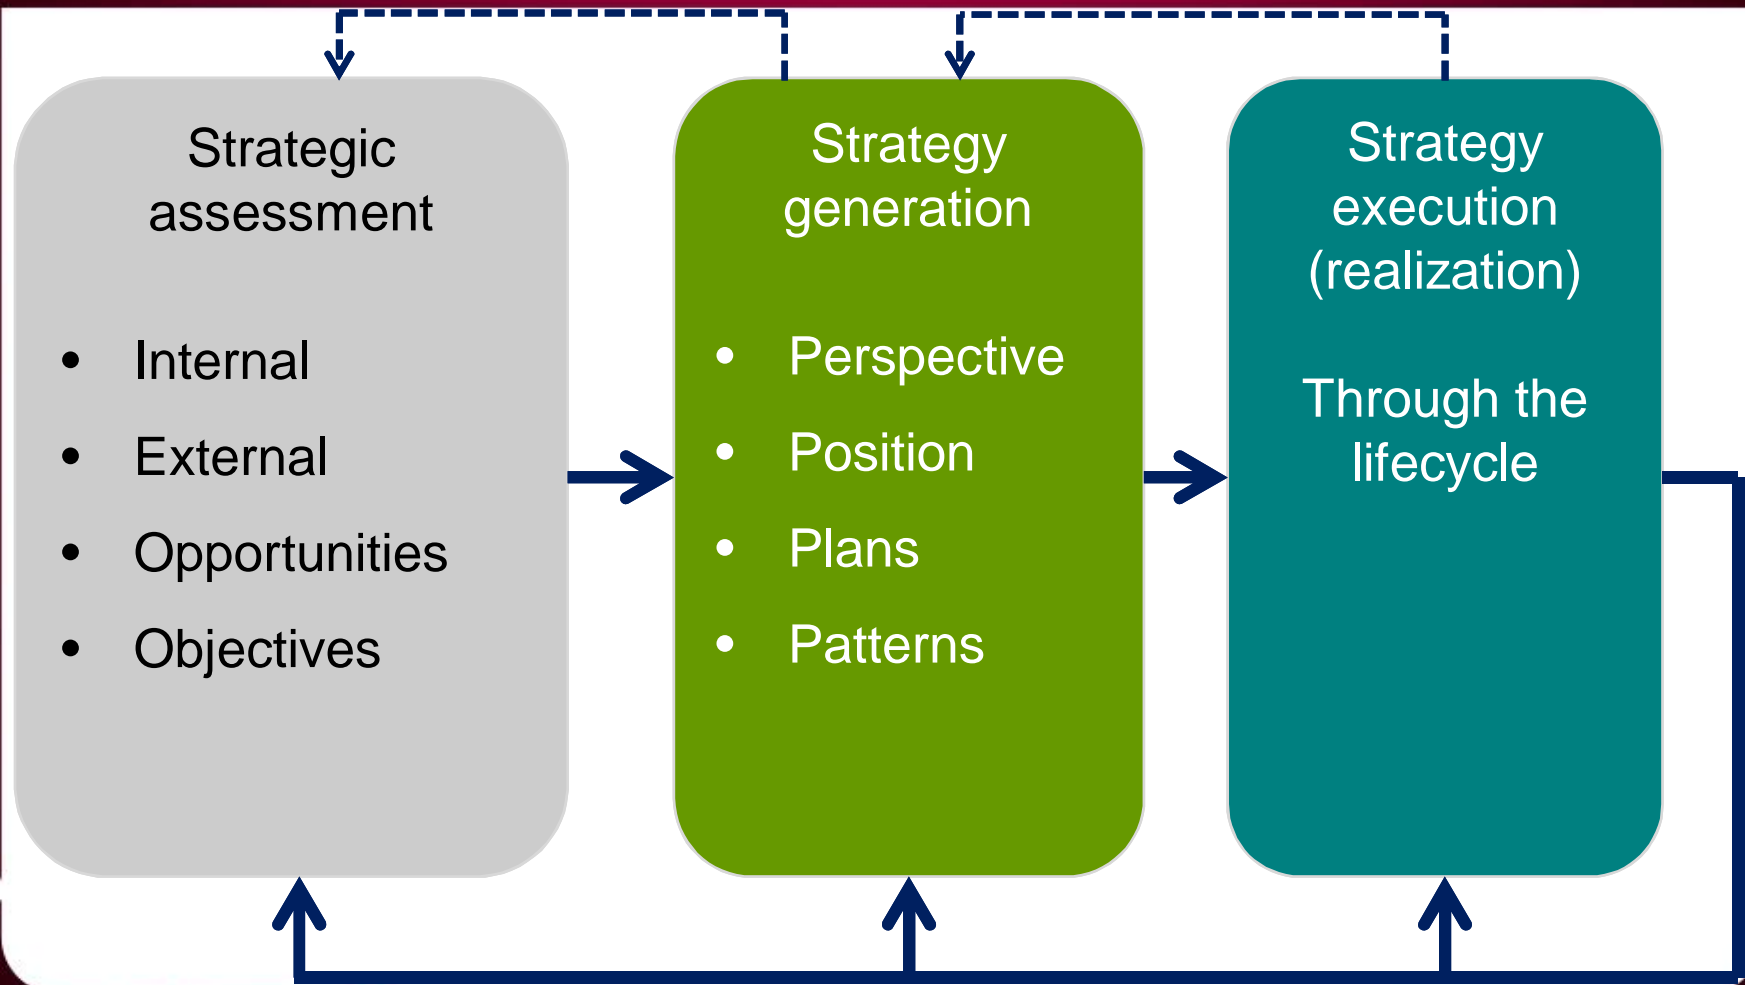 Strategic
assessment
• Internal
• External
• Opportunities
• Objectives
Strategy
generation
• Perspective
• Position
• Plans
• Patterns
Strategy
execution
(realization)
Through the
lifecycle